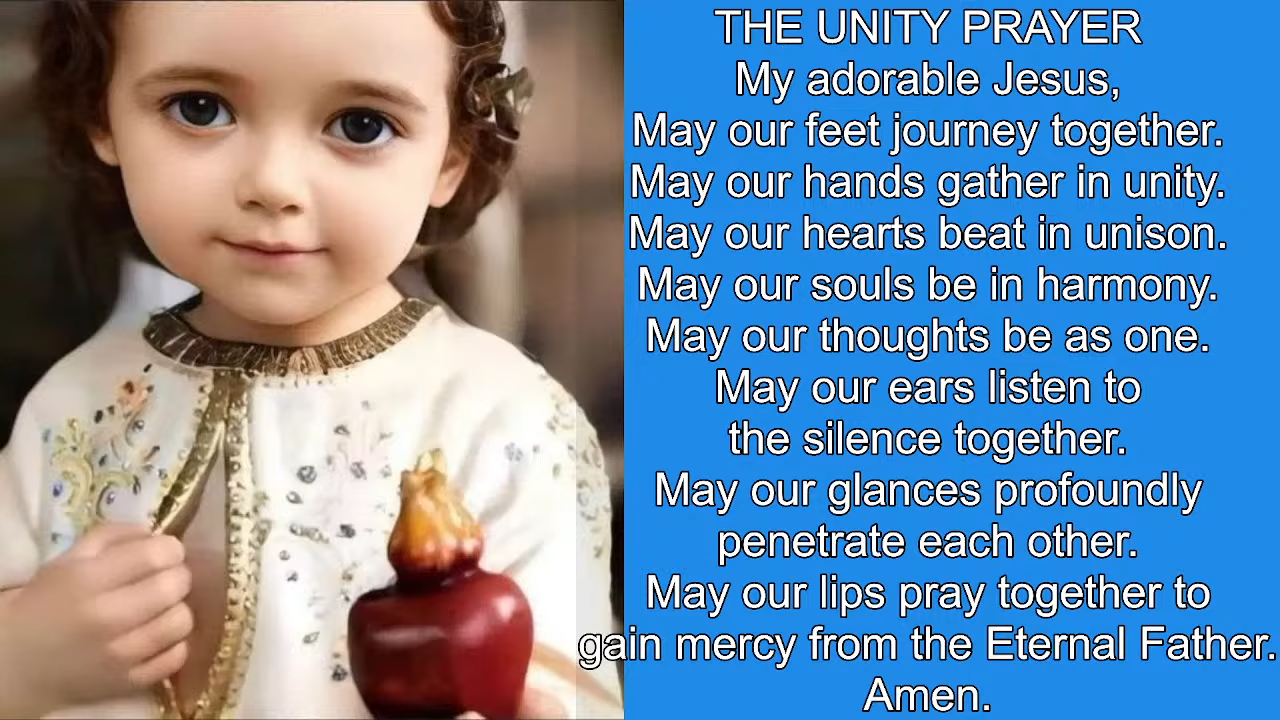 THE UNITY PRAYER
My adorable Jesus,
May our feet journey together.
May our hands gather in unity.
May our hearts beat in unison.
May our souls be in harmony.
May our thoughts be as one.
May our ears listen to
the silence together.
May our glances profoundly
penetrate each other.
May our lips pray together to
gain mercy from the Eternal Father.
Amen.